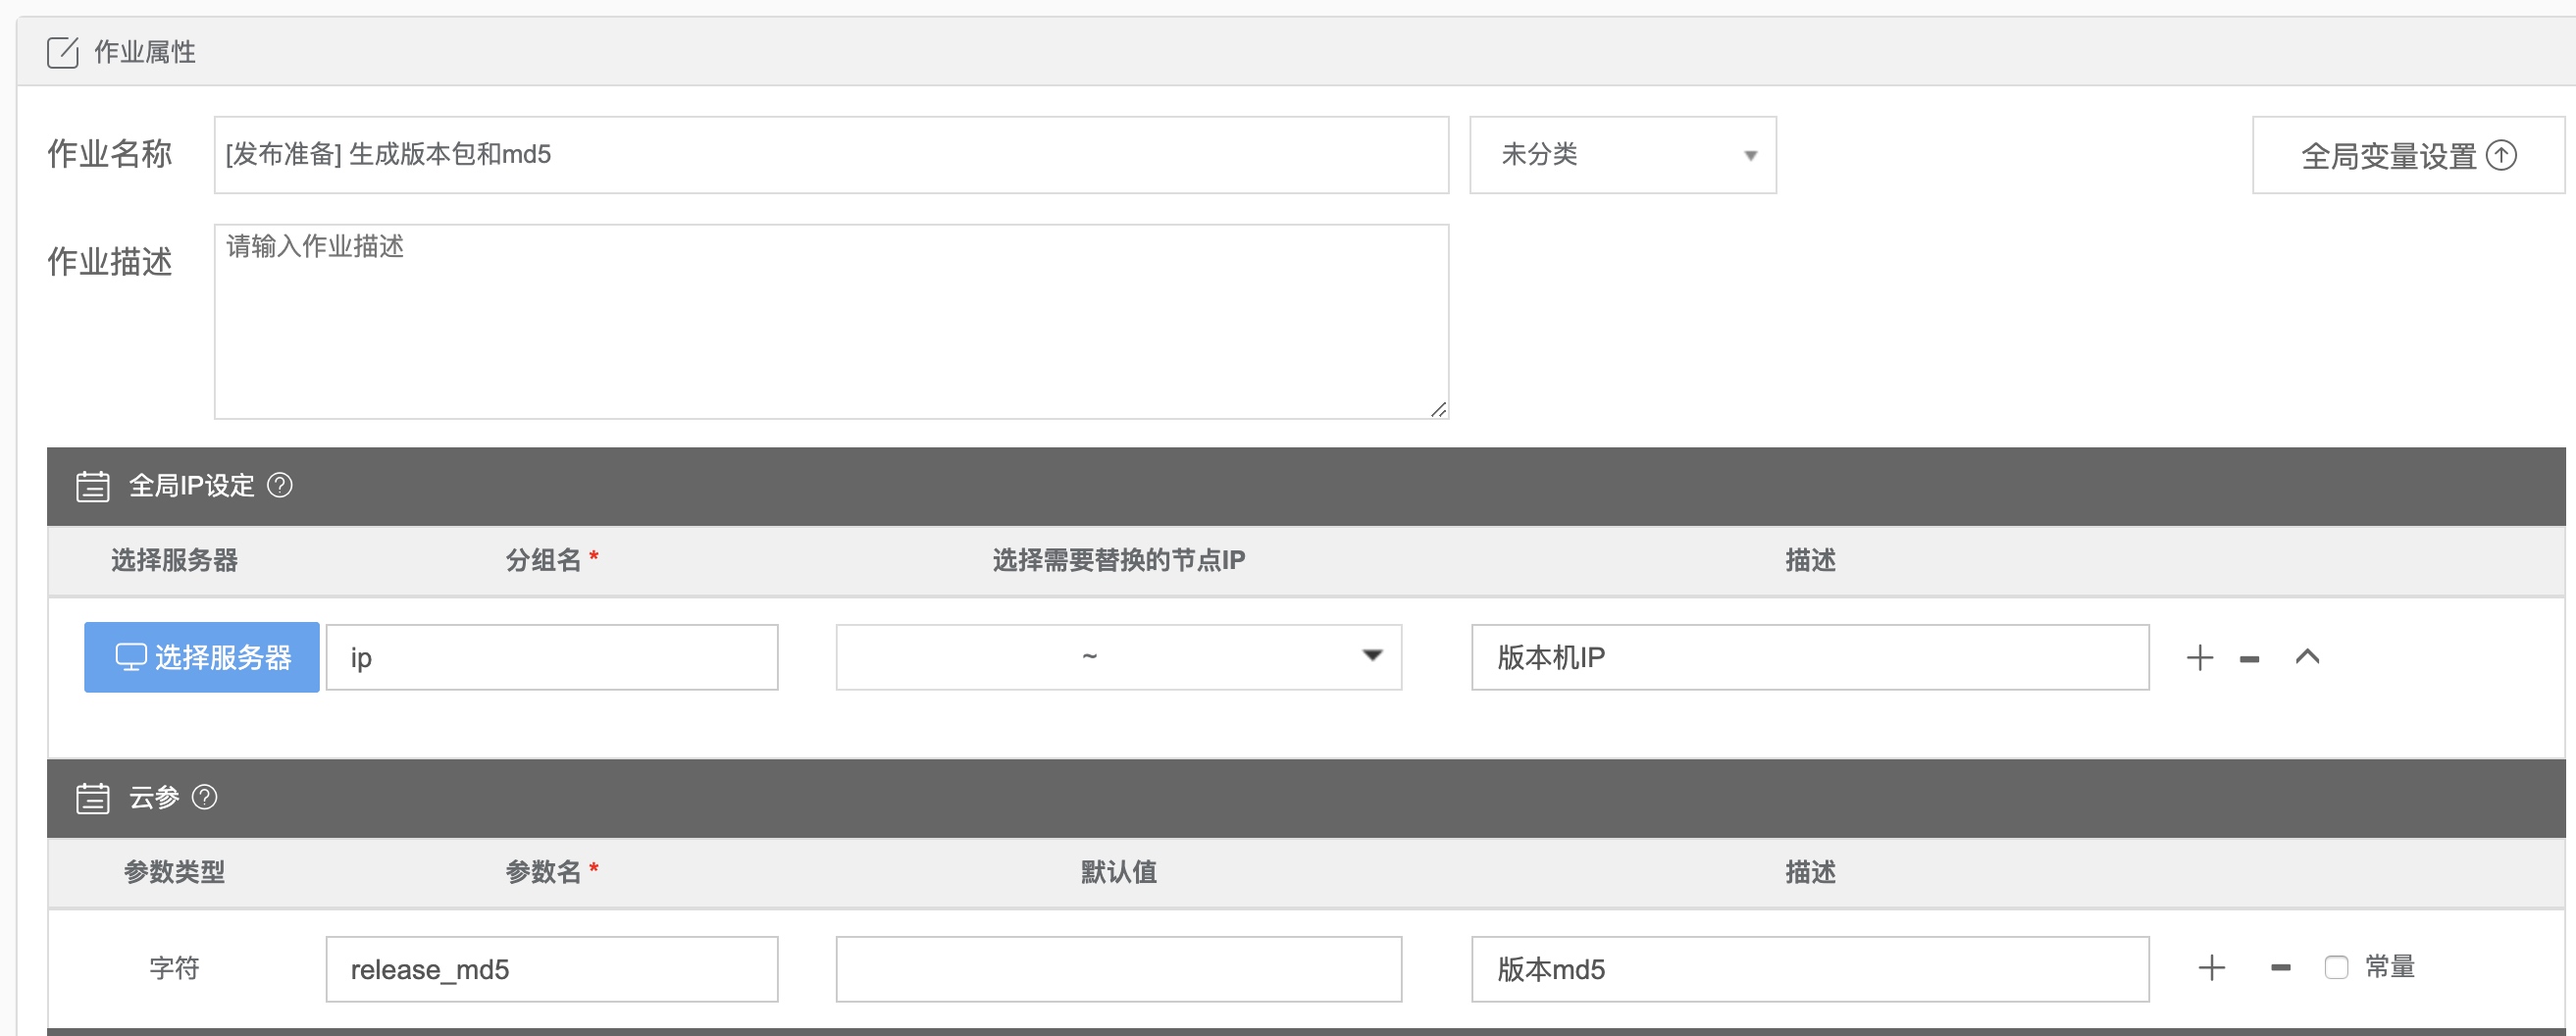 作业属性
作业名称 [发布准备] 生成版本包和md5 未分类 全局变量设置
作业描述 请输入作业描述
全局IP设定
选择服务器 分组名 * 选择需要替换的节点IP 描述
选择服务器 ip ~ 版本机IP
云参
参数类型 参数名 * 默认值 描述
字符 release_md5 版本md5 常量